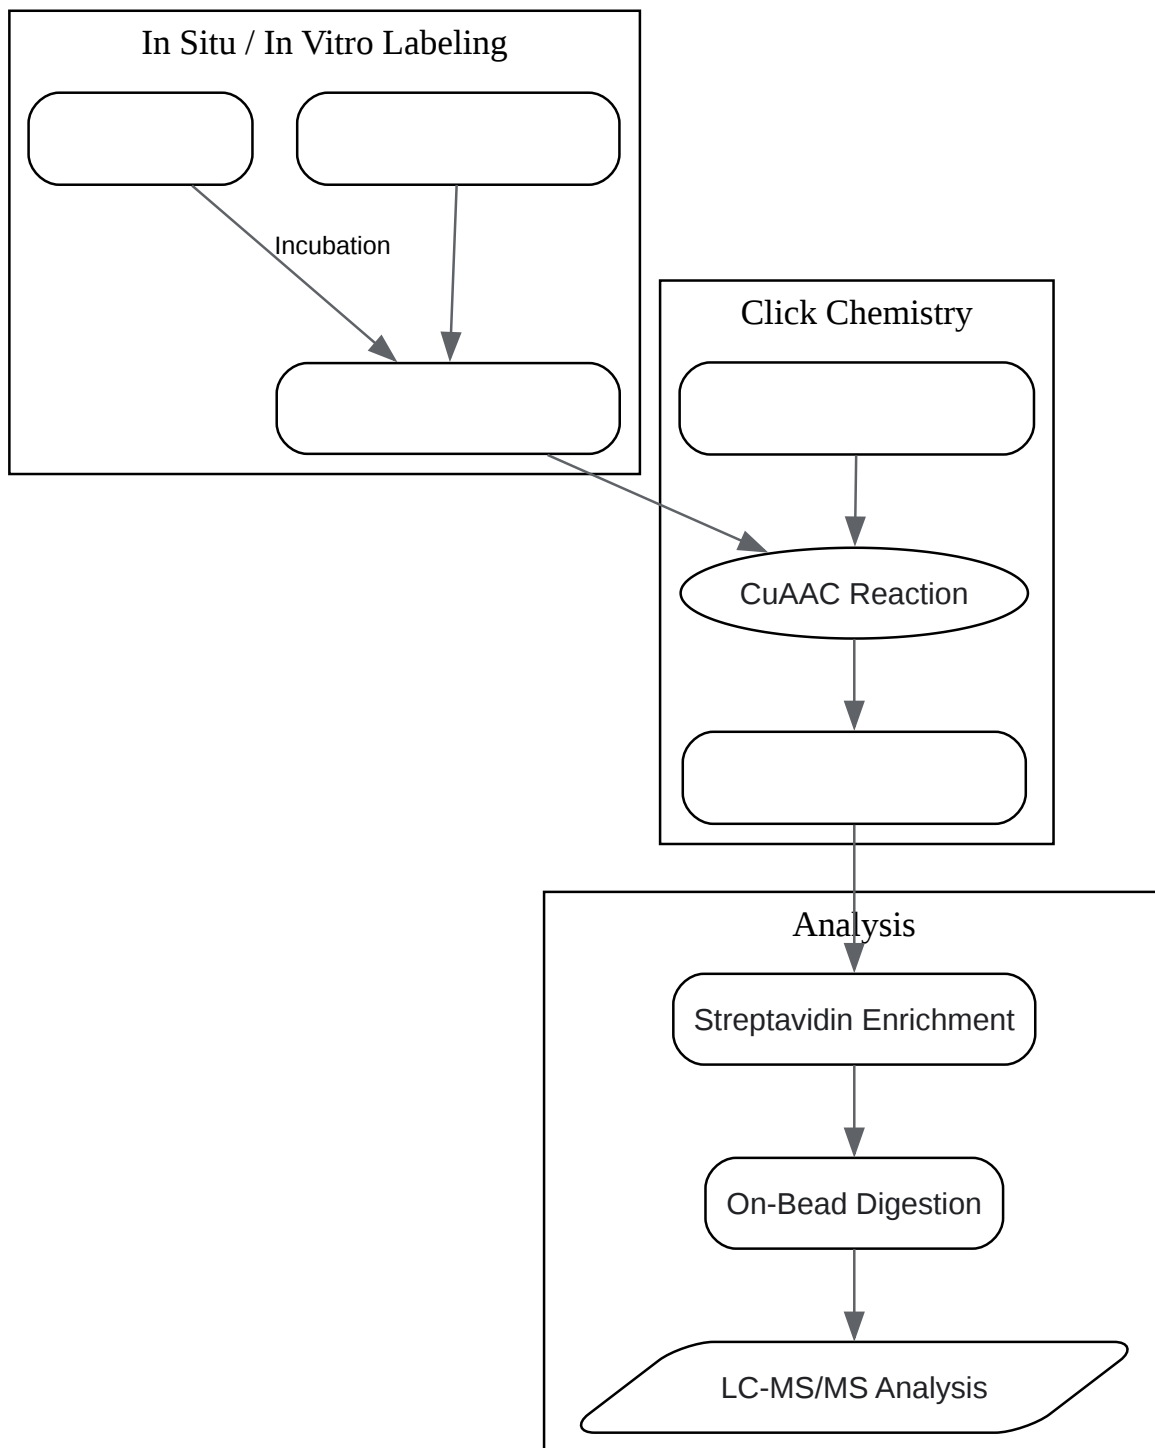 In Situ / In Vitro Labeling
Incubation
Click Chemistry
CuAAC Reaction
Analysis
Streptavidin Enrichment
On-Bead Digestion
LC-MS/MS Analysis